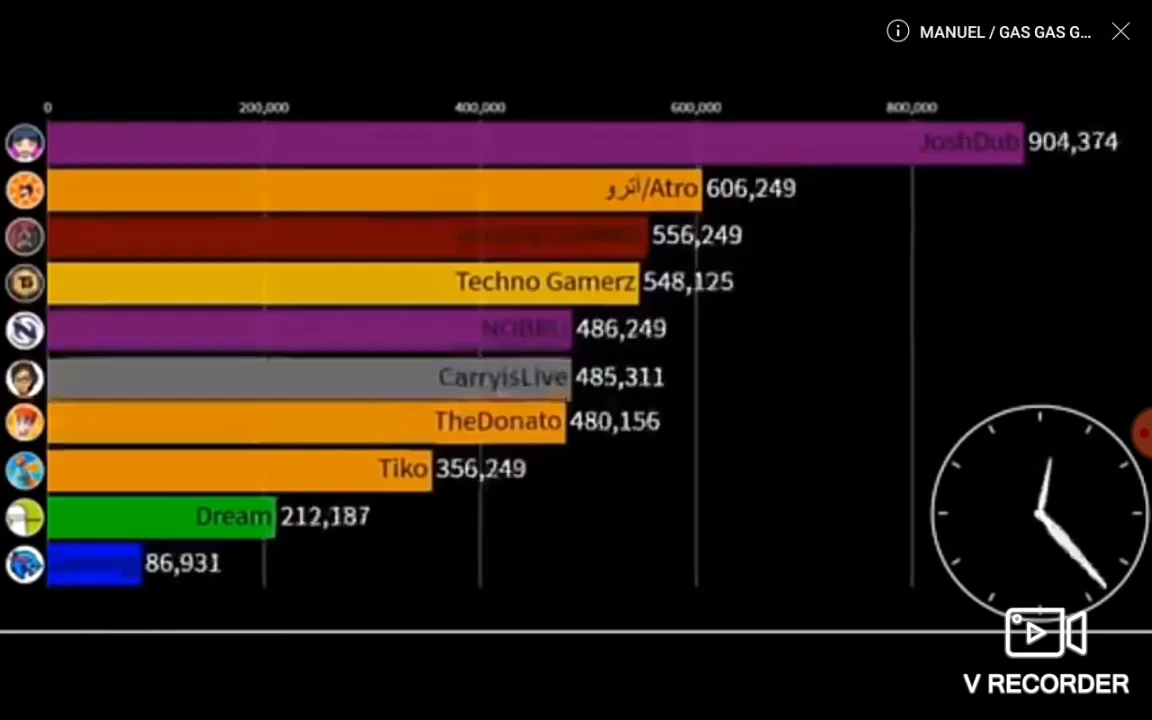 MANUEL / GAS GAS G...
0 200,000 400,000 600,000 800,000
JoshDub 904,374
أترو/Atro 606,249
556,249
Techno Gamerz 548,125
NOBRU 486,249
CarryisLive 485,311
TheDonato 480,156
Tiko 356,249
Dream 212,187
86,931
V RECORDER